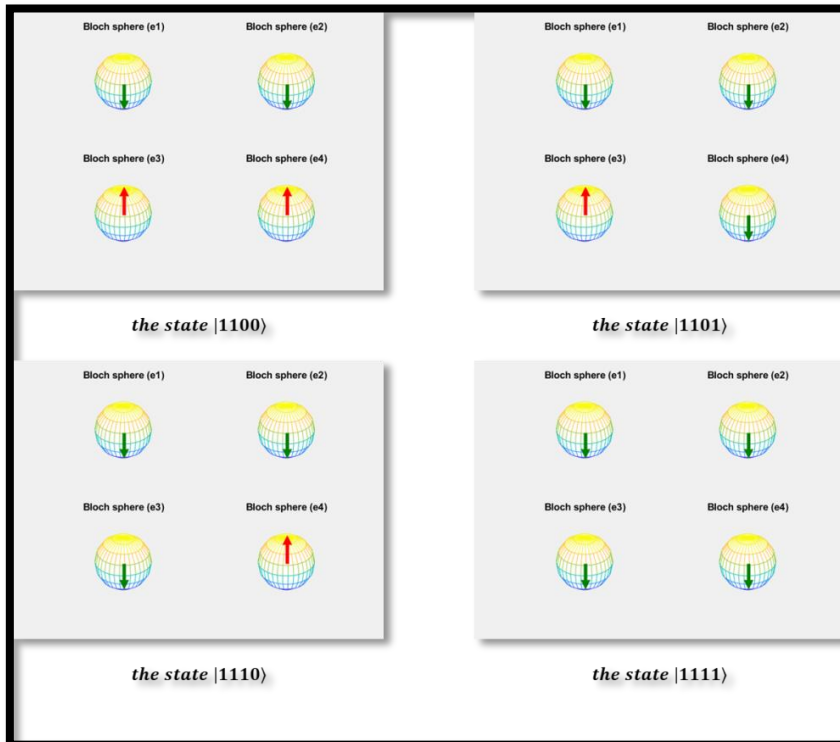 Bloch sphere (e1) Bloch sphere (e2)
Bloch sphere (e3) Bloch sphere (e4)
the state |1100⟩
Bloch sphere (e1) Bloch sphere (e2)
Bloch sphere (e3) Bloch sphere (e4)
the state |1101⟩
Bloch sphere (e1) Bloch sphere (e2)
Bloch sphere (e3) Bloch sphere (e4)
the state |1110⟩
Bloch sphere (e1) Bloch sphere (e2)
Bloch sphere (e3) Bloch sphere (e4)
the state |1111⟩